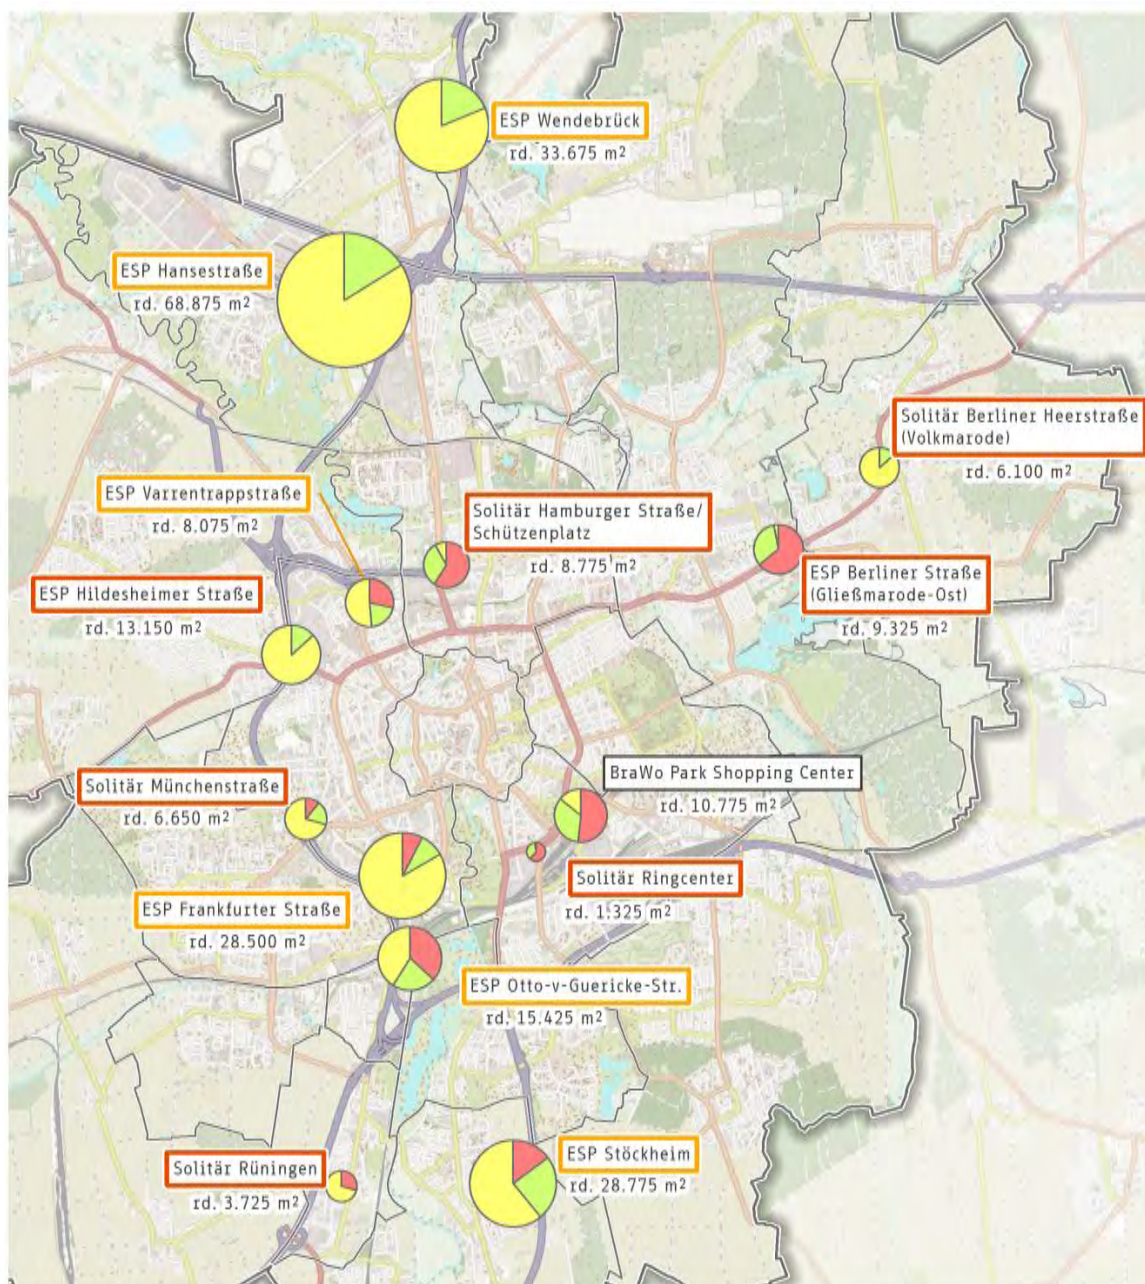 ESP Wendebrück
rd. 33.675 m²
ESP Hansestraße
rd. 68.875 m²
Solitär Berliner Heerstraße
(Volkmarode)
rd. 6.100 m²
ESP Varrentrappstraße
rd. 8.075 m²
Solitär Hamburger Straße/
Schützenplatz
rd. 8.775 m²
ESP Berliner Straße
(Gließmarode-Ost)
rd. 9.325 m²
ESP Hildesheimer Straße
rd. 13.150 m²
BraWo Park Shopping Center
rd. 10.775 m²
Solitär Münchenstraße
rd. 6.650 m²
Solitär Ringcenter
rd. 1.325 m²
ESP Frankfurter Straße
rd. 28.500 m²
ESP Otto-v-Guericke-Str.
rd. 15.425 m²
ESP Stöckheim
rd. 28.775 m²
Solitär Rüningen
rd. 3.725 m²